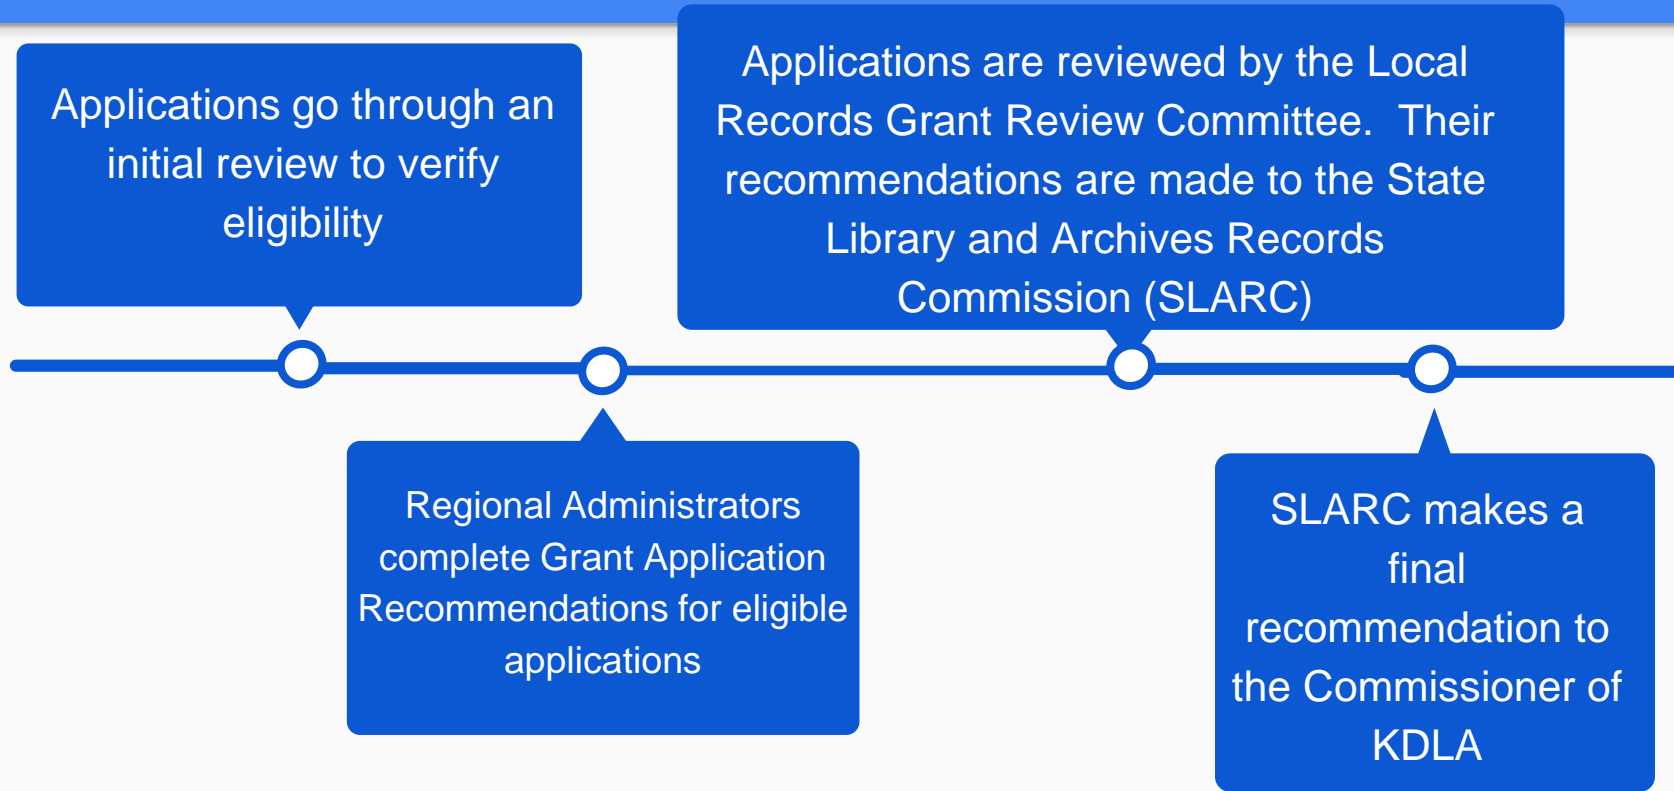 Applications go through an
initial review to verify
eligibility
Regional Administrators
complete Grant Application
Recommendations for eligible
applications
Applications are reviewed by the Local
Records Grant Review Committee.  Their
recommendations are made to the State
Library and Archives Records
Commission (SLARC)
SLARC makes a
final
recommendation to
the Commissioner of
KDLA